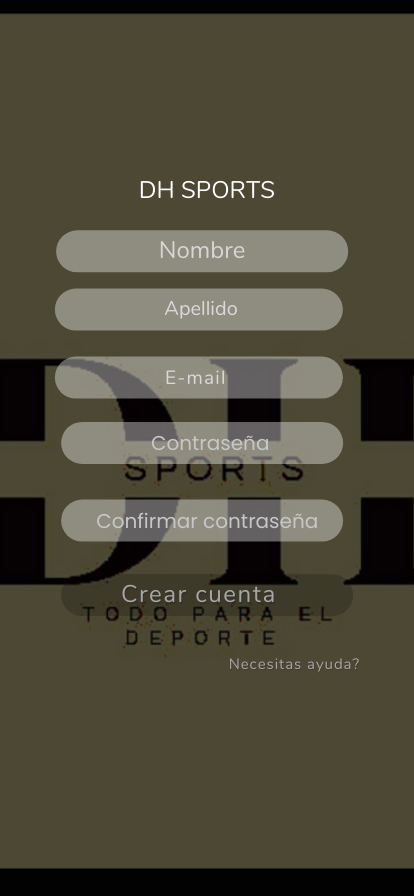 DH SPORTS
Nombre
Apellido
E-mail
DH
Contraseña
SPORTS
Confirmar contraseña
Crear cuenta
TODO PARA EL
DEPORTE
Necesitas ayuda?